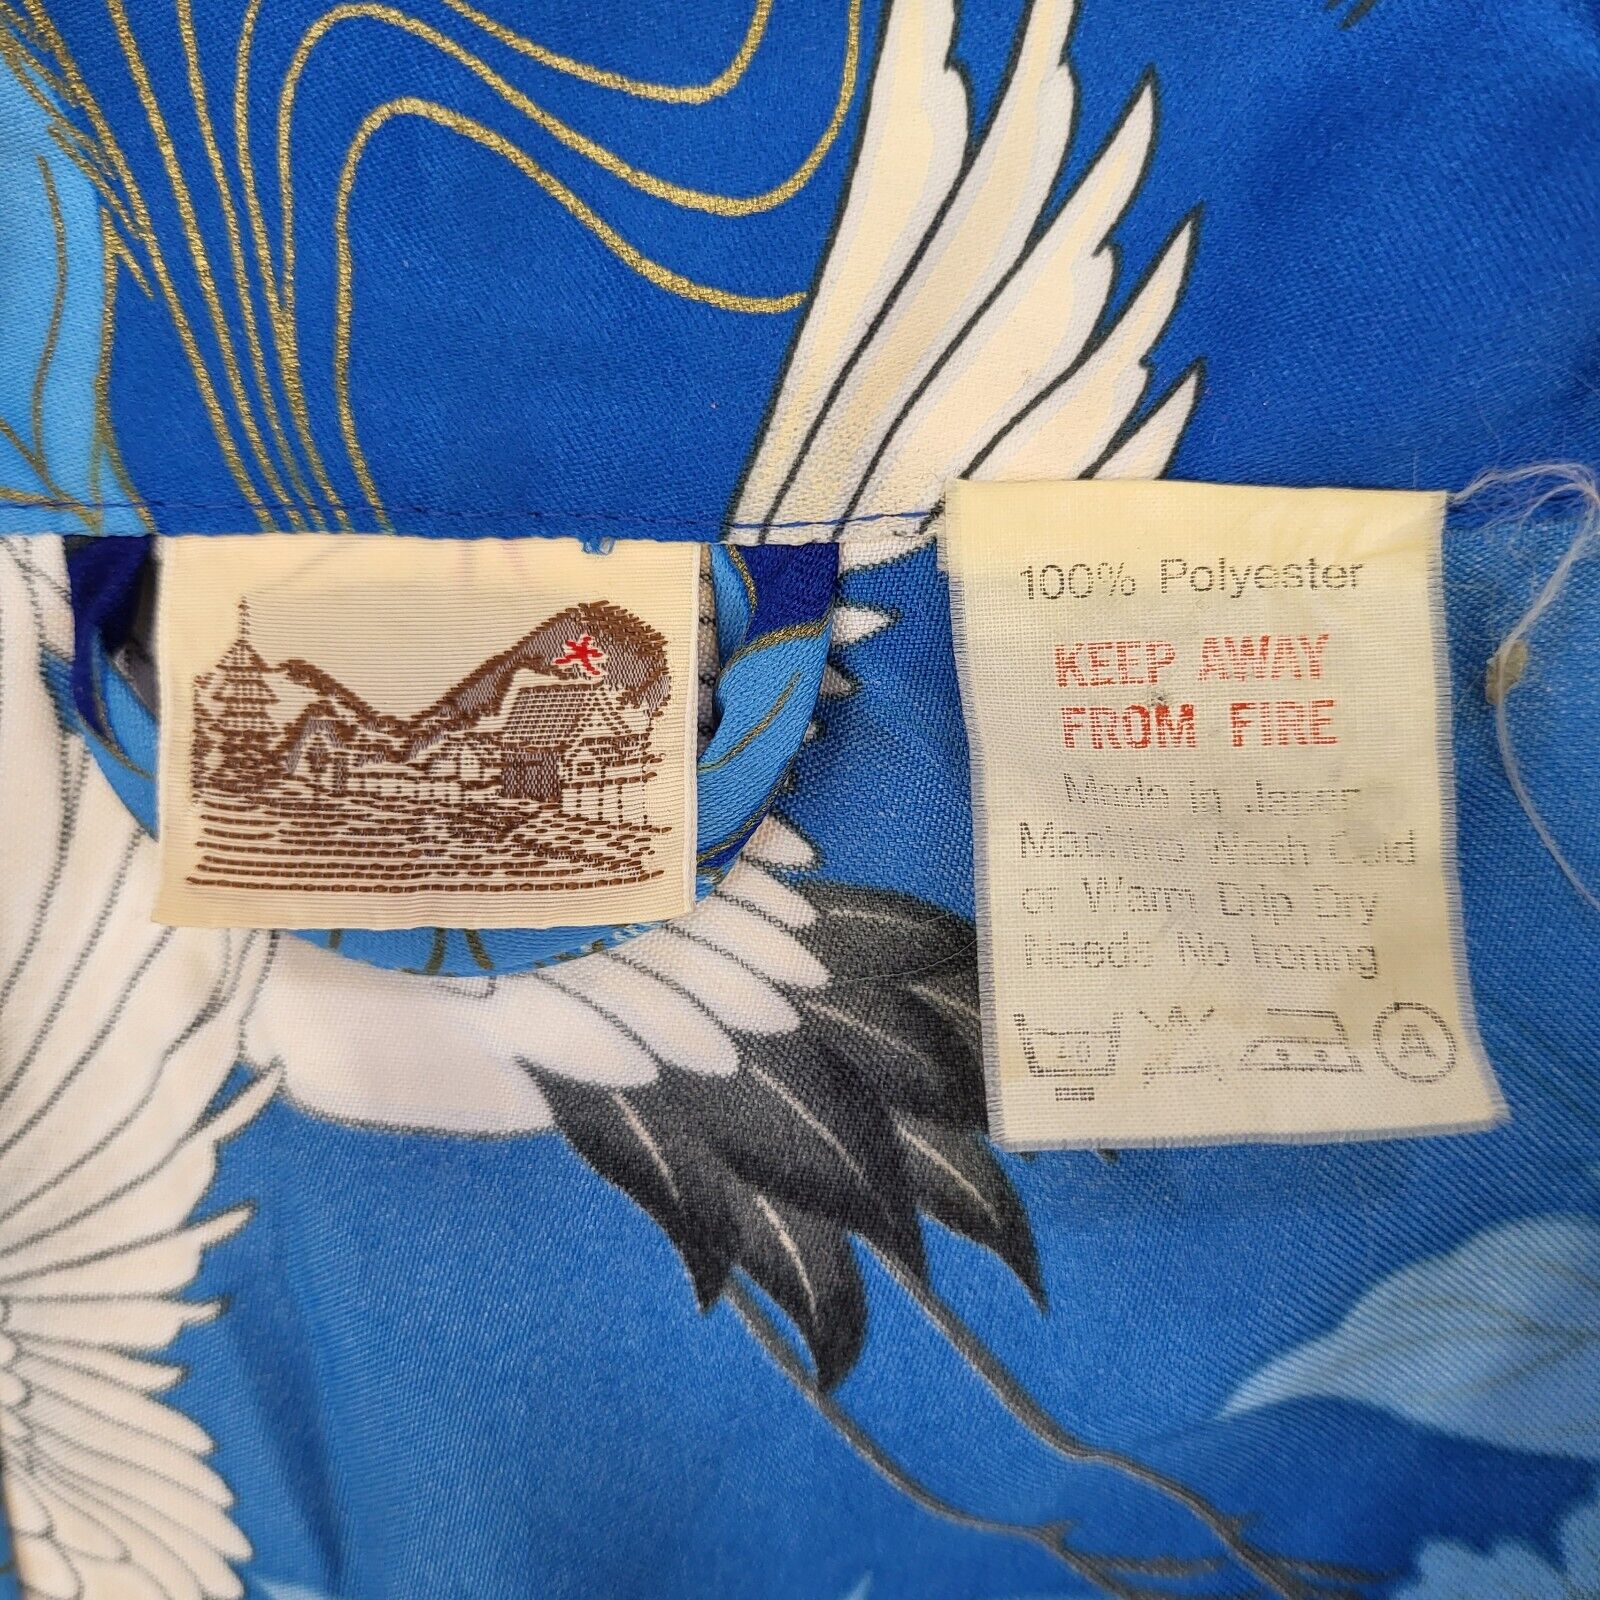 100% Polyester
KEEP AWAY
FROM FIRE
Made in Japan
Machine Wash Cold
or Warm Drip Dry
Needs No Ironing
30 A